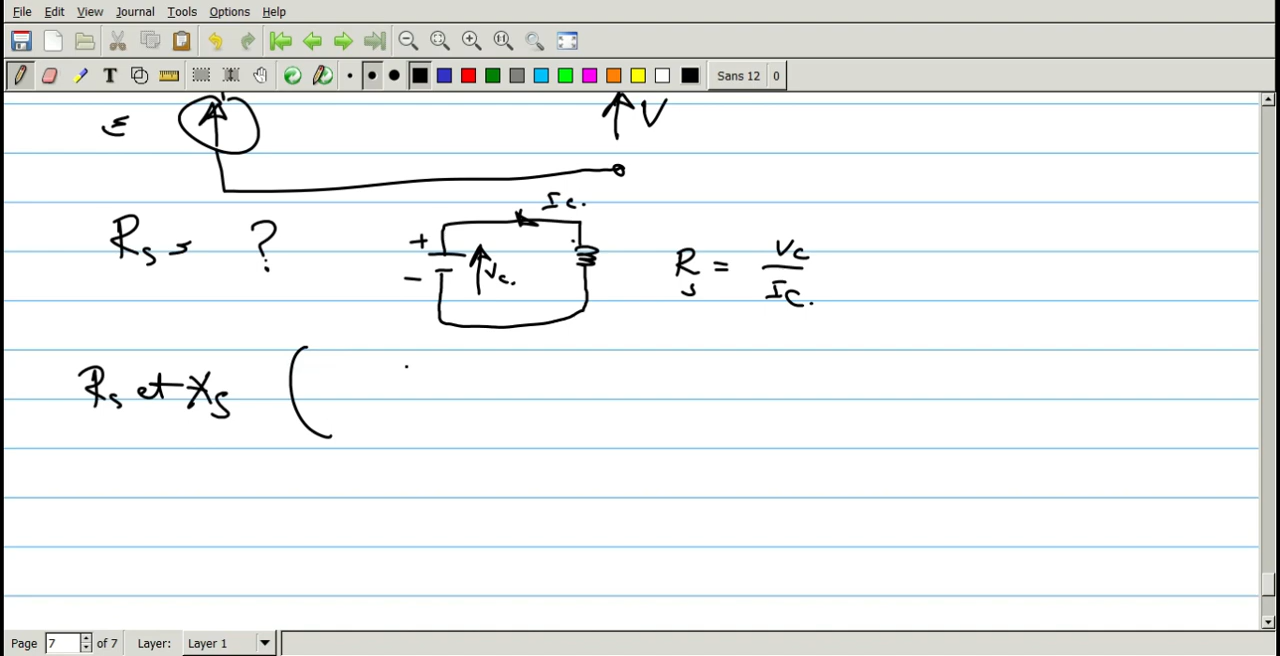 File Edit View Journal Tools Options Help
T Sans 12 0
E V
Ic.
Rs = ? + - Vc. Rs = Vc / Ic.
Rs et Xs (
Page 7 of 7 Layer: Layer 1